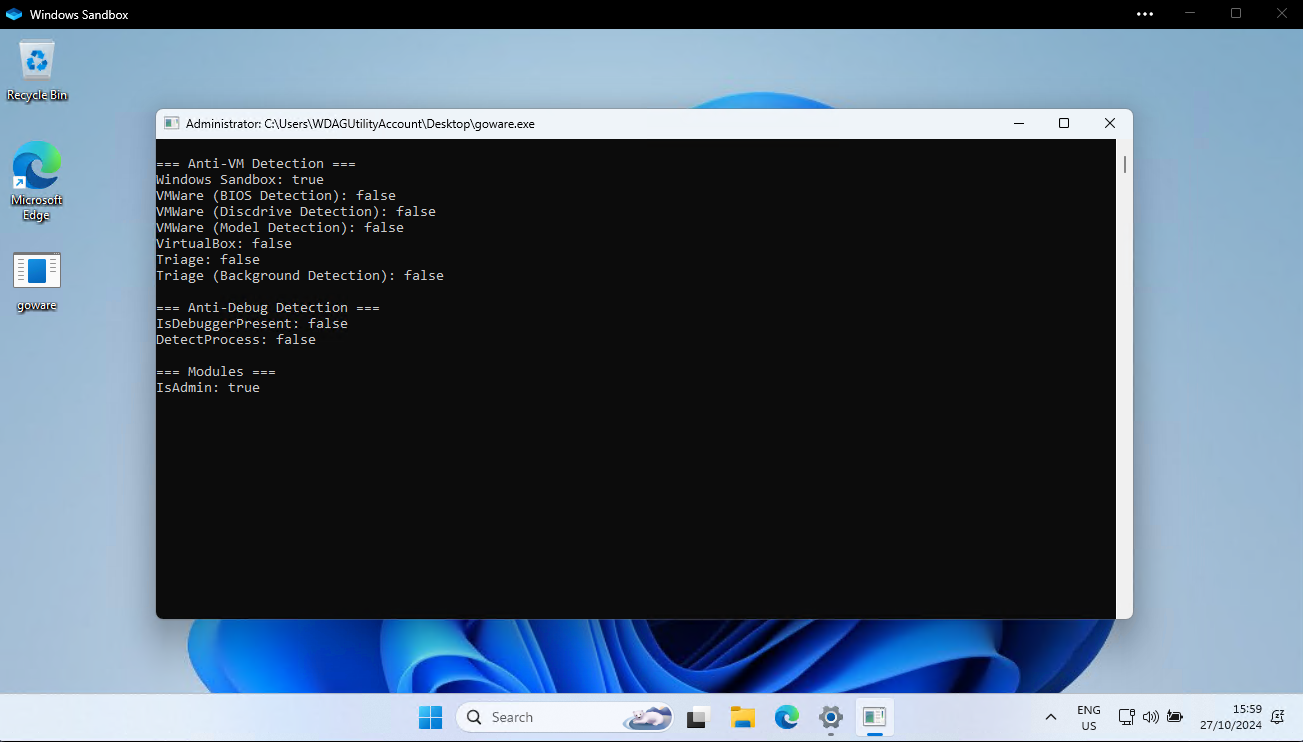 Windows Sandbox
Recycle Bin
Microsoft
Edge
goware
Administrator: C:\Users\WDAGUtilityAccount\Desktop\goware.exe
=== Anti-VM Detection ===
Windows Sandbox: true
VMWare (BIOS Detection): false
VMWare (Discdrive Detection): false
VMWare (Model Detection): false
VirtualBox: false
Triage: false
Triage (Background Detection): false
=== Anti-Debug Detection ===
IsDebuggerPresent: false
DetectProcess: false
=== Modules ===
IsAdmin: true
Search
ENG
US
15:59
27/10/2024